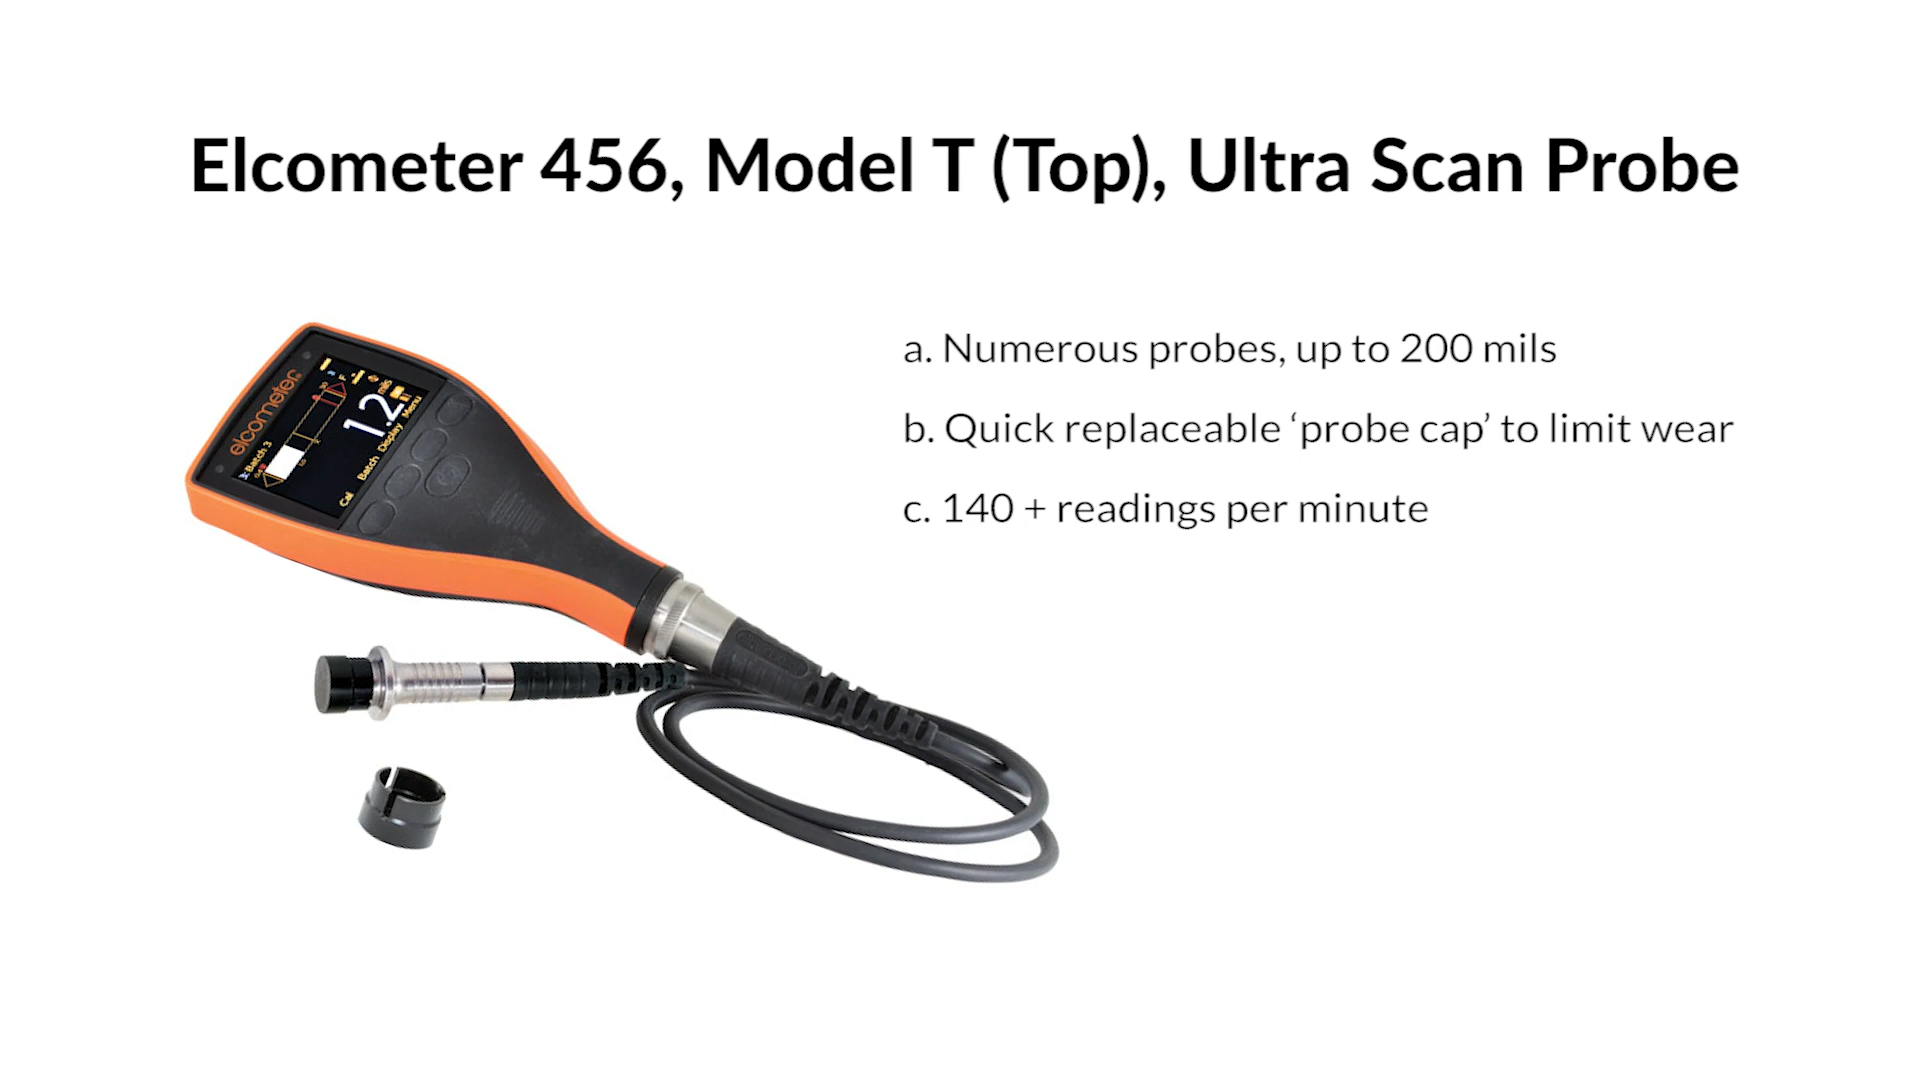 Elcometer 456, Model T (Top), Ultra Scan Probe
a. Numerous probes, up to 200 mils
b. Quick replaceable ‘probe cap’ to limit wear
c. 140 + readings per minute
elcometer
Batch 3
1.2
mils
Cal Batch Display Menu